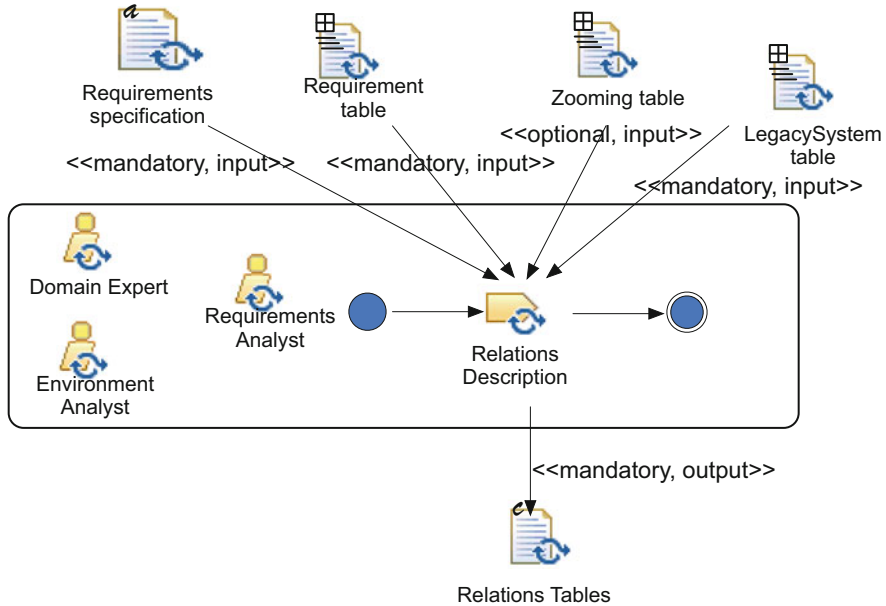 a
Requirements
specification
Requirement
table
Zooming table
LegacySystem
table
<<mandatory, input>>
<<mandatory, input>>
<<optional, input>>
<<mandatory, input>>
Domain Expert
Requirements
Analyst
Environment
Analyst
Relations
Description
<<mandatory, output>>
c
Relations Tables